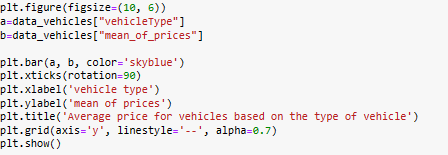 plt.figure(figsize=(10, 6))
a=data_vehicles["vehicleType"]
b=data_vehicles["mean_of_prices"]
plt.bar(a, b, color='skyblue')
plt.xticks(rotation=90)
plt.xlabel('vehicle type')
plt.ylabel('mean of prices')
plt.title('Average price for vehicles based on the type of vehicle')
plt.grid(axis='y', linestyle='--', alpha=0.7)
plt.show()